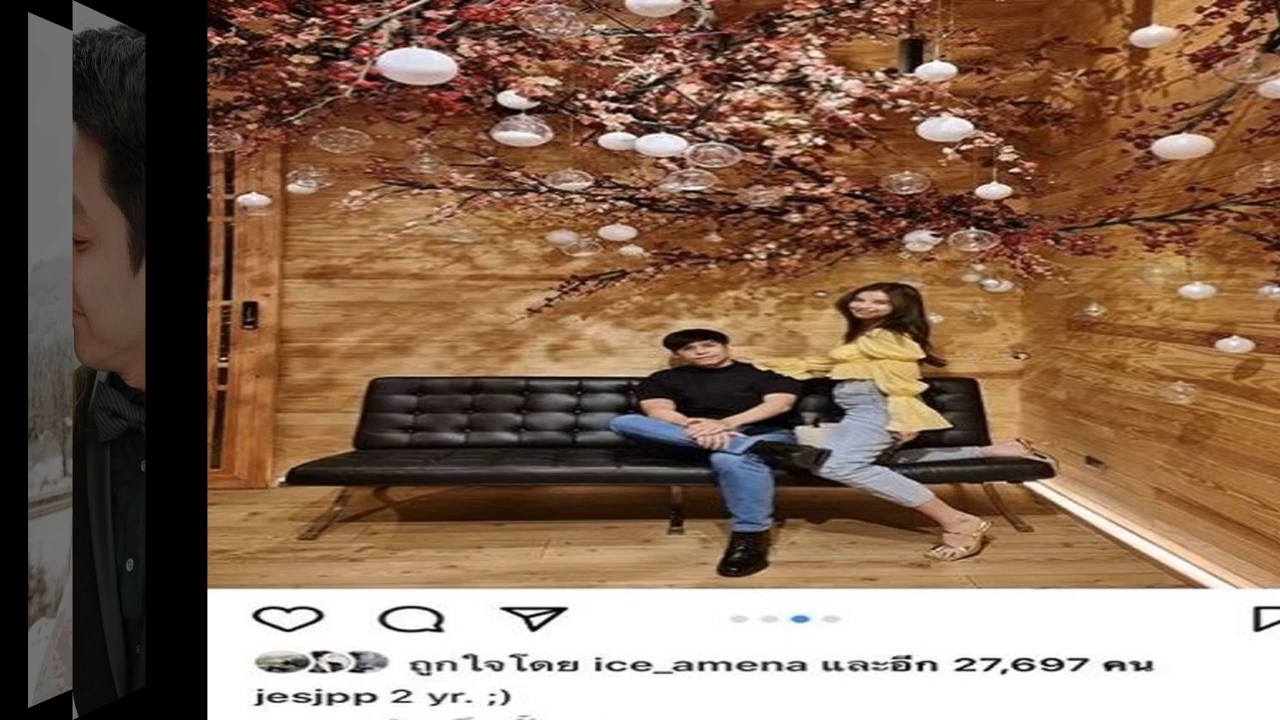 ถูกใจโดย ice_amena และอีก 27,697 คน
jesjpp 2 yr. ;)